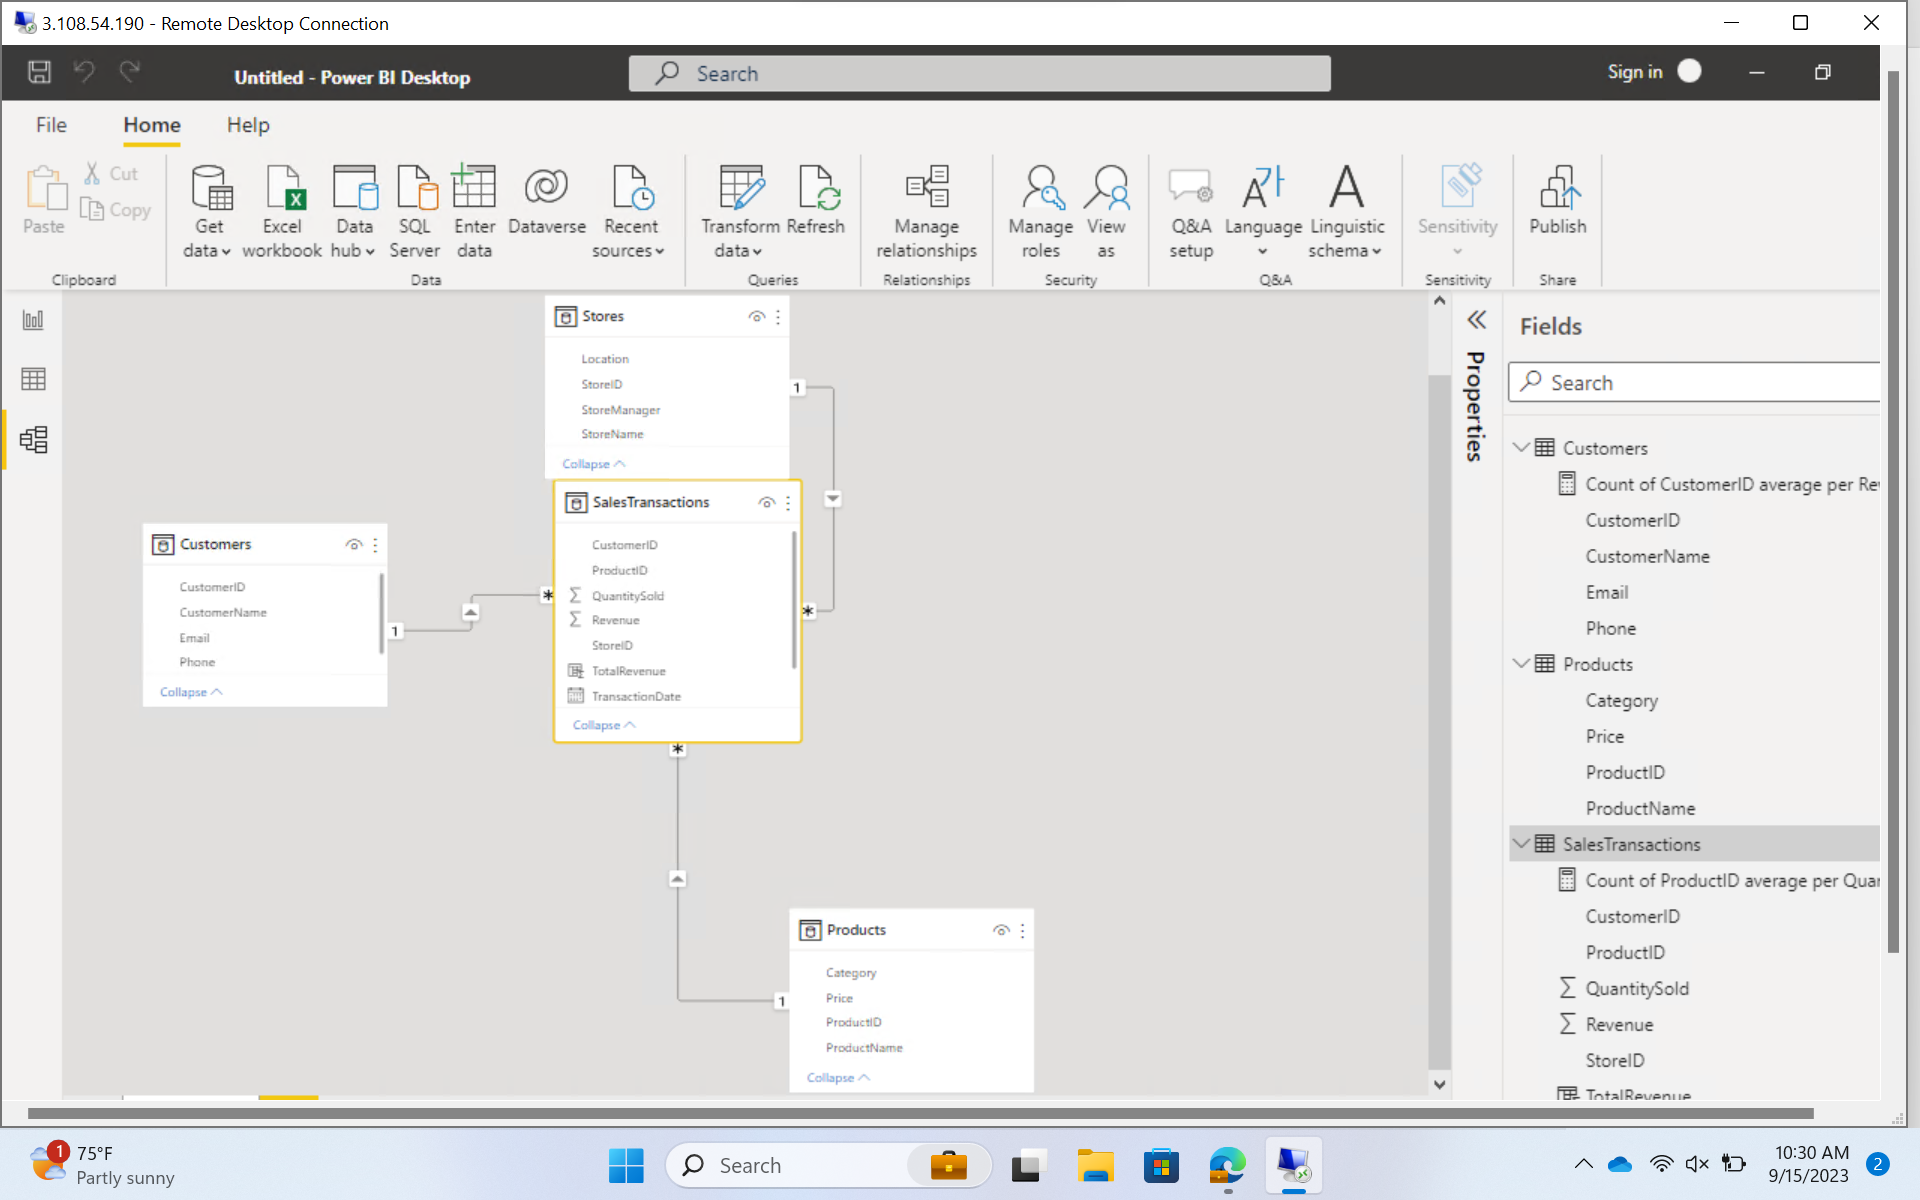 3.108.54.190 - Remote Desktop Connection
Untitled - Power BI Desktop
Search
Sign in
File
Home
Help
Paste
Cut
Copy
Get data
Excel workbook
Data hub
SQL Server
Enter data
Dataverse
Recent sources
Transform data
Refresh
Manage relationships
Manage roles
View as
Q&A setup
Language
Linguistic schema
Sensitivity
Publish
Clipboard
Data
Queries
Relationships
Security
Q&A
Sensitivity
Share
Stores
Location
StoreID
StoreManager
StoreName
Collapse
1
SalesTransactions
CustomerID
ProductID
QuantitySold
Revenue
StoreID
TotalRevenue
TransactionDate
Collapse
*
*
*
Customers
CustomerID
CustomerName
Email
Phone
Collapse
1
Products
Category
Price
ProductID
ProductName
Collapse
1
Properties
Fields
Search
Customers
Count of CustomerID average per Re
CustomerID
CustomerName
Email
Phone
Products
Category
Price
ProductID
ProductName
SalesTransactions
Count of ProductID average per Qua
CustomerID
ProductID
QuantitySold
Revenue
StoreID
TotalRevenue
1
75°F
Partly sunny
Search
10:30 AM
9/15/2023
2